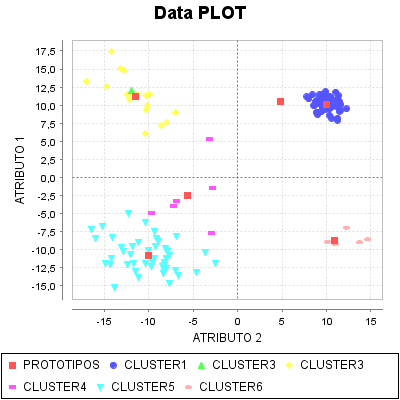 Data PLOT
17,5
15,0
12,5
10,0
7,5
5,0
2,5
0,0
-2,5
-5,0
-7,5
-10,0
-12,5
-15,0
ATRIBUTO 1
-15 -10 -5 0 5 10 15
ATRIBUTO 2
PROTOTIPOS CLUSTER1 CLUSTER3 CLUSTER3
CLUSTER4 CLUSTER5 CLUSTER6